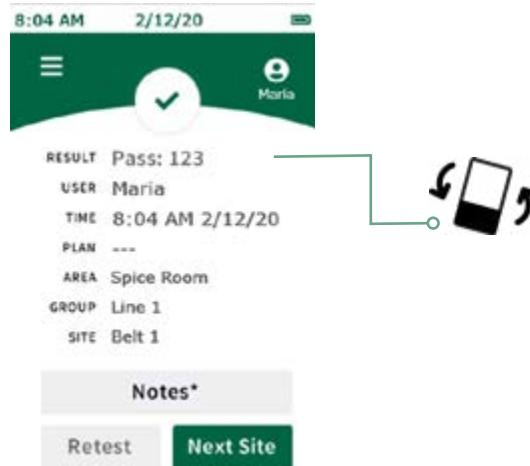 8:04 AM 2/12/20
Maria
RESULT Pass: 123
USER Maria
TIME 8:04 AM 2/12/20
PLAN ---
AREA Spice Room
GROUP Line 1
SITE Belt 1
Notes*
Retest Next Site